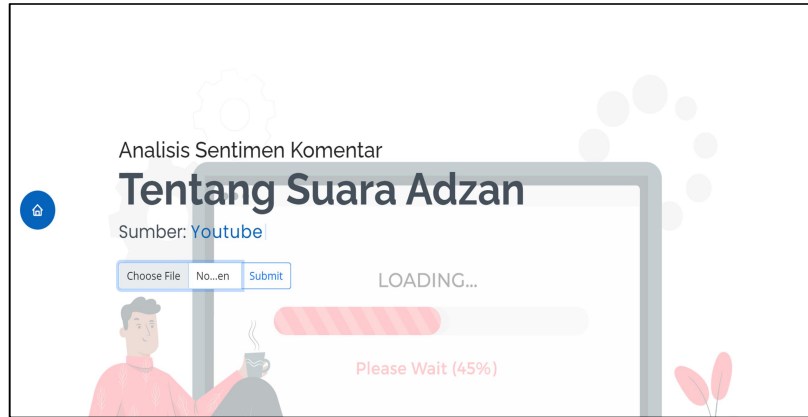 Analisis Sentimen Komentar
Tentang Suara Adzan
Sumber: Youtube
Choose File No...en Submit
LOADING...
Please Wait (45%)